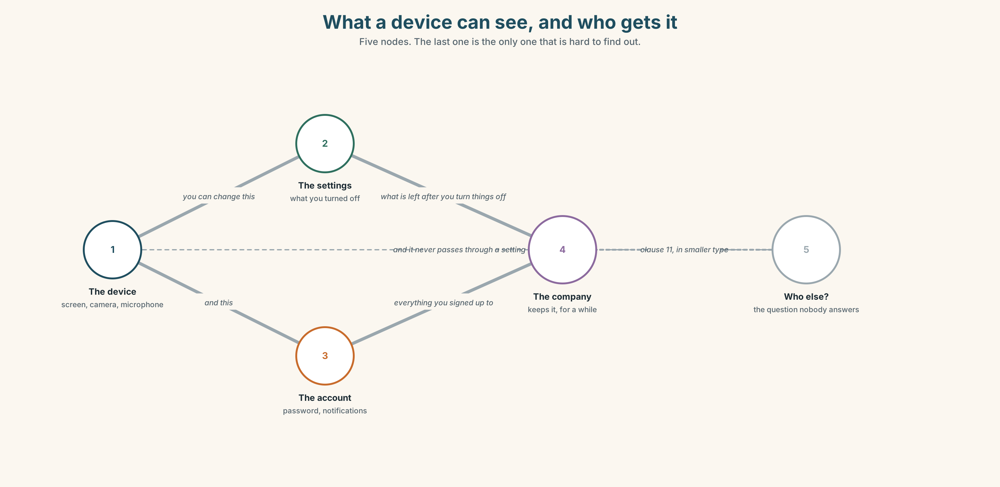 What a device can see, and who gets it
Five nodes. The last one is the only one that is hard to find out.
2
The settings
what you turned off
you can change this
what is left after you turn things off
1
The device
screen, camera, microphone
and it never passes through a setting
4
The company
keeps it, for a while
clause 11, in smaller type
5
Who else?
the question nobody answers
and this
everything you signed up to
3
The account
password, notifications